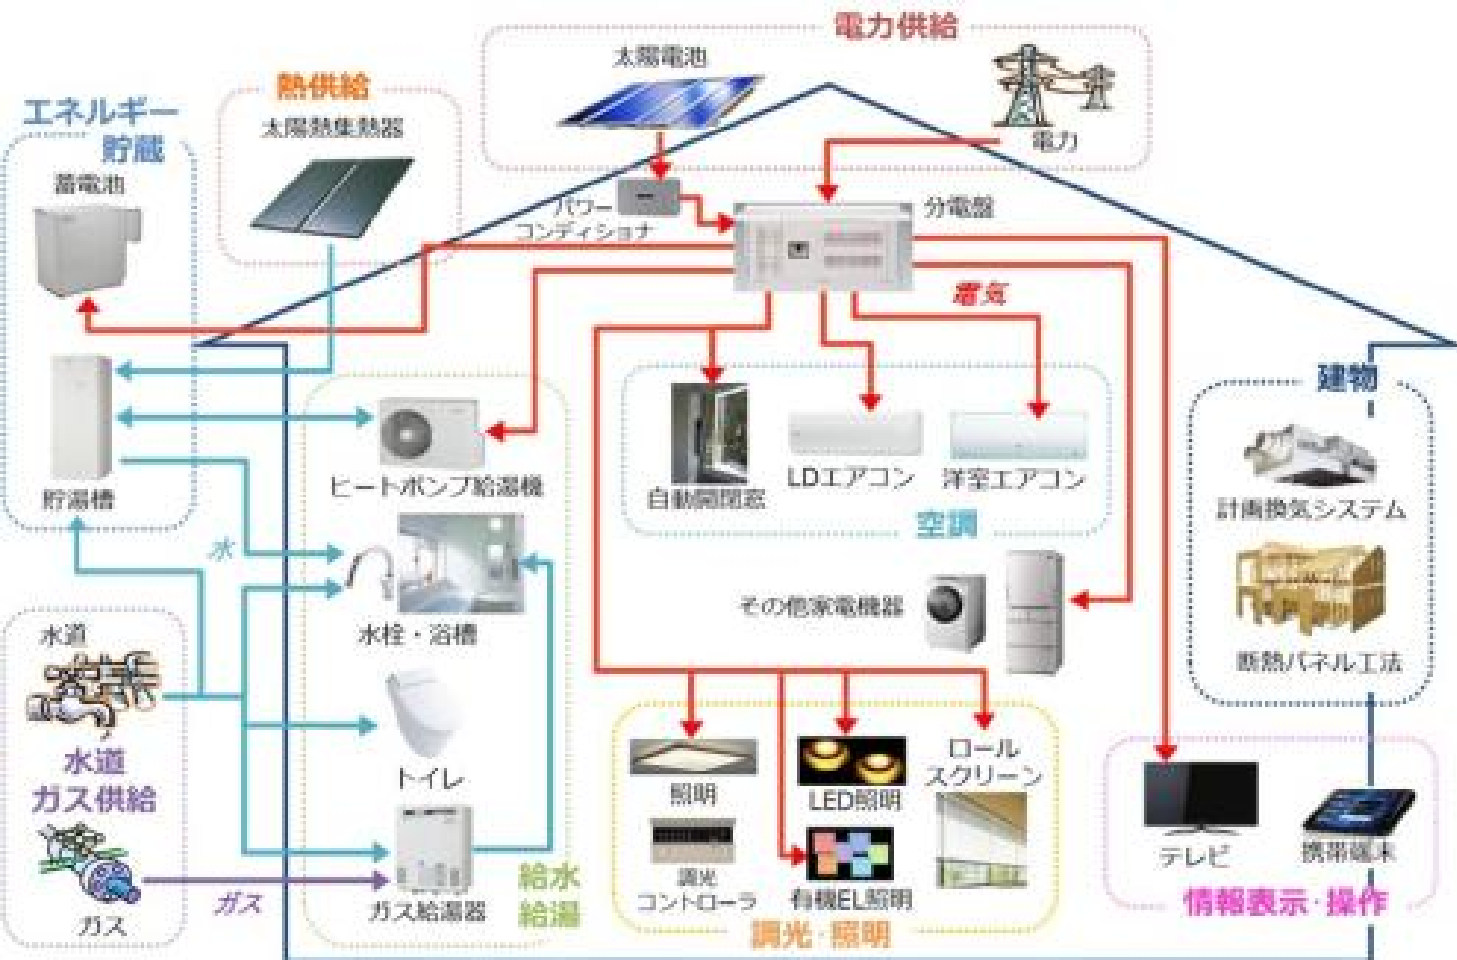 電力供給
太陽電池
電力
熱供給
太陽熱集熱器
エネルギー
貯蔵
蓄電池
パワー
コンディショナ
分電盤
電気
建物
計画換気システム
断熱パネル工法
自動開閉窓
LDエアコン
洋室エアコン
空調
貯湯槽
ヒートポンプ給湯機
水
水栓・浴槽
その他家電機器
水道
水道
ガス供給
トイレ
ガス
ガス
ガス給湯器
給水
給湯
照明
LED照明
ロール
スクリーン
調光
コントローラ
有機EL照明
調光・照明
テレビ
携帯端末
情報表示・操作